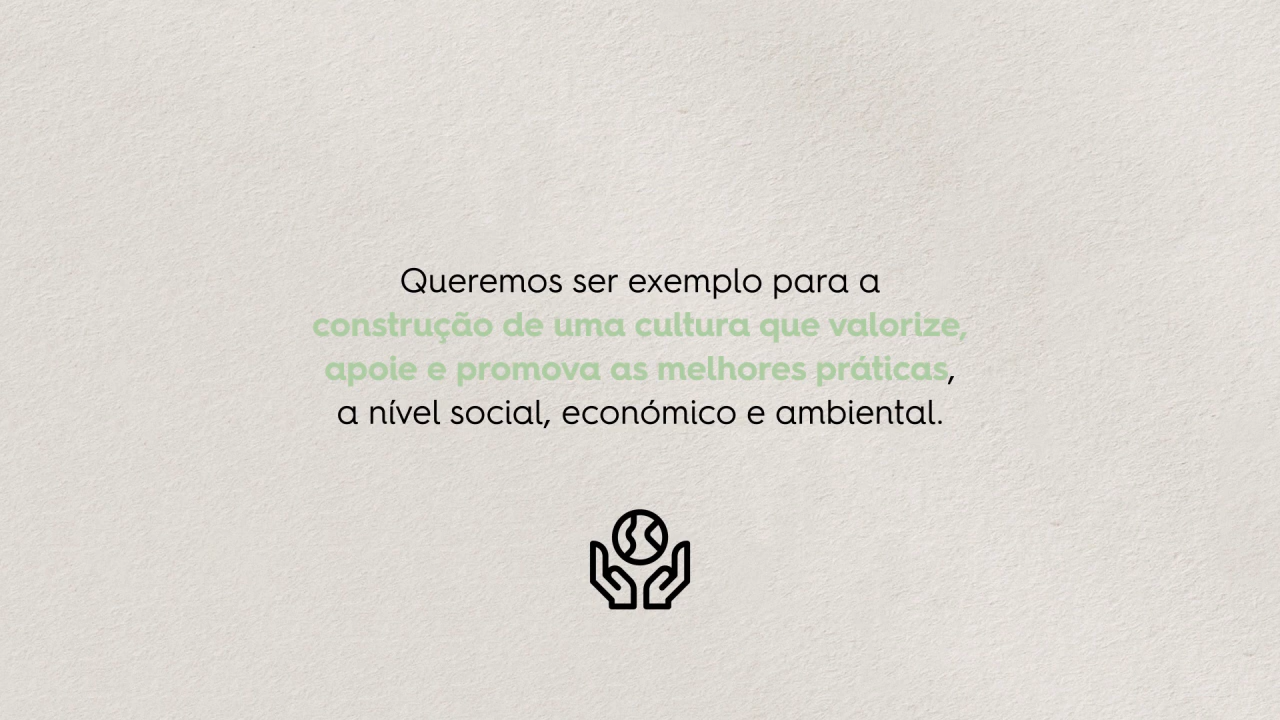 Queremos ser exemplo para a
construção de uma cultura que valorize,
apoie e promova as melhores práticas,
a nível social, económico e ambiental.